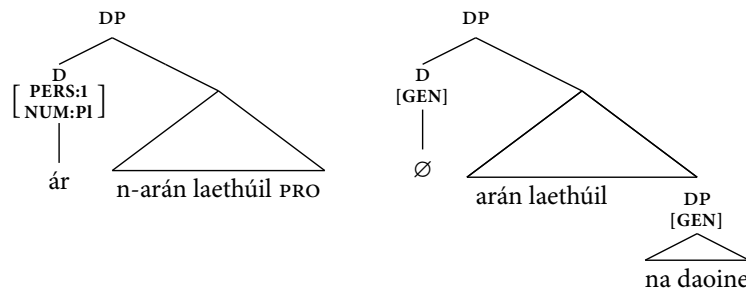 DP
D
[ PERS:1
NUM:Pl ]
ár
n-arán laethúil PRO
DP
D
[GEN]
∅
arán laethúil
DP
[GEN]
na daoine